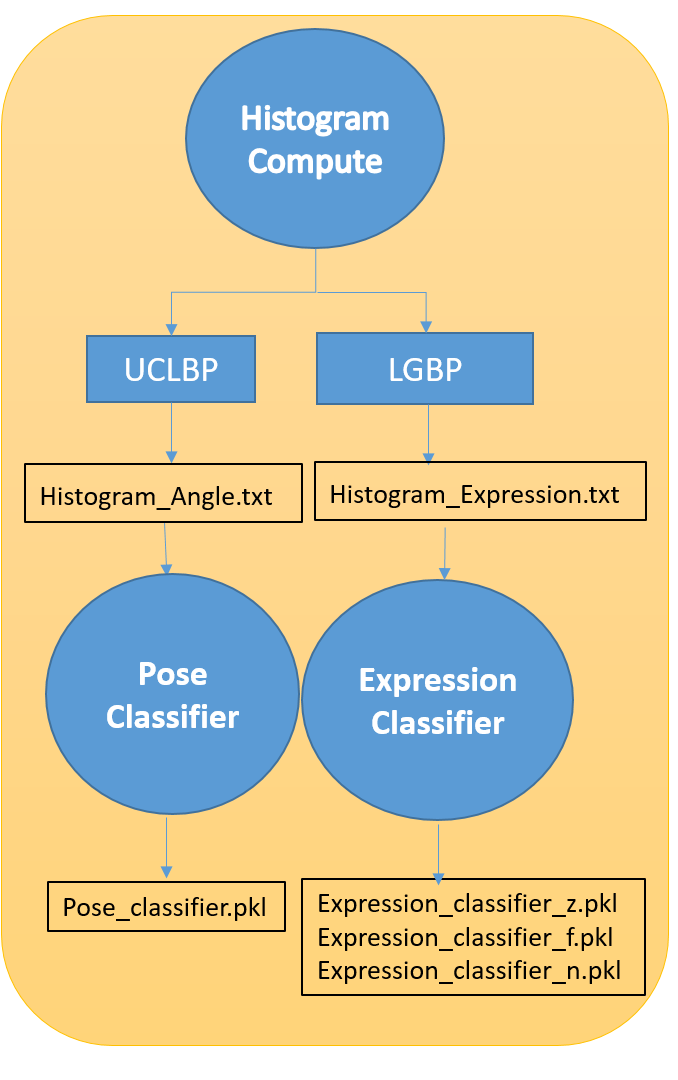 Histogram
Compute
UCLBP
LGBP
Histogram_Angle.txt
Histogram_Expression.txt
Pose
Classifier
Expression
Classifier
Pose_classifier.pkl
Expression_classifier_z.pkl
Expression_classifier_f.pkl
Expression_classifier_n.pkl